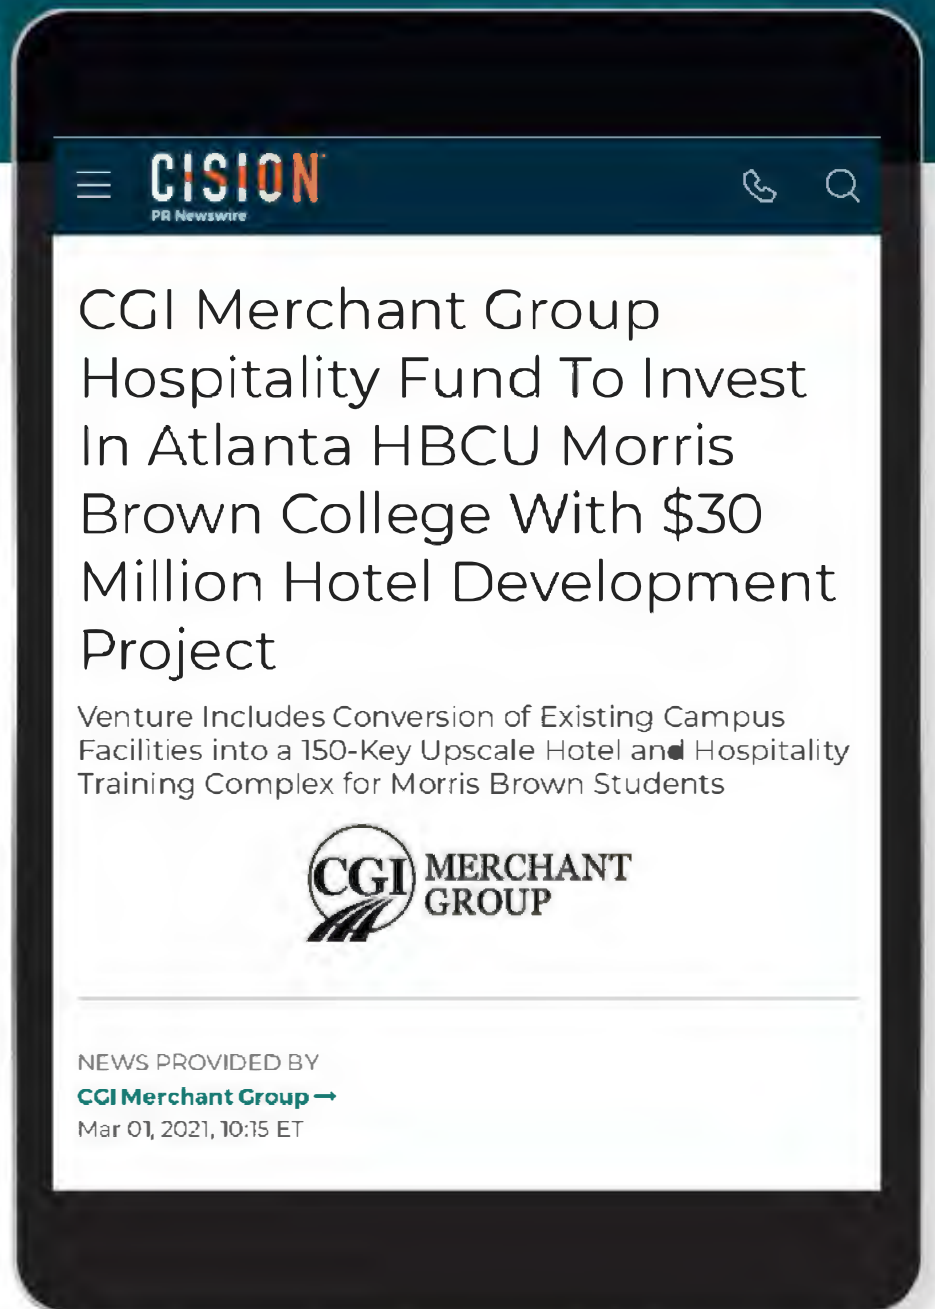 CISION
PR Newswire
CGI Merchant Group
Hospitality Fund To Invest
In Atlanta HBCU Morris
Brown College With $30
Million Hotel Development
Project
Venture Includes Conversion of Existing Campus
Facilities into a 150-Key Upscale Hotel and Hospitality
Training Complex for Morris Brown Students
CGI MERCHANT
GROUP
NEWS PROVIDED BY
CGI Merchant Group →
Mar 01, 2021, 10:15 ET